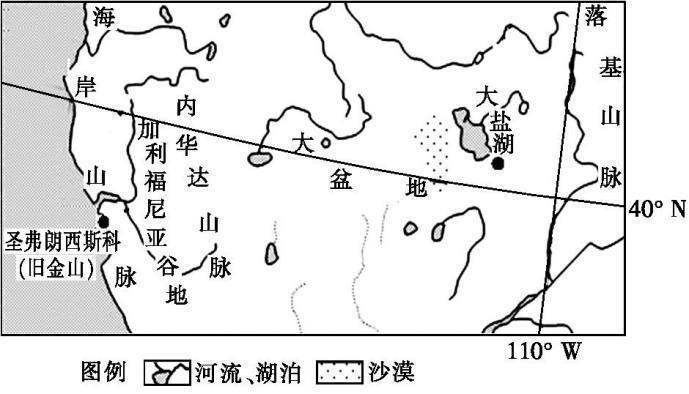 海岸山脉
内华达山脉
加利福尼亚谷地
大盆地
大盐湖
落基山脉
40° N
圣弗朗西斯科
(旧金山)
110° W
图例 河流、湖泊 沙漠